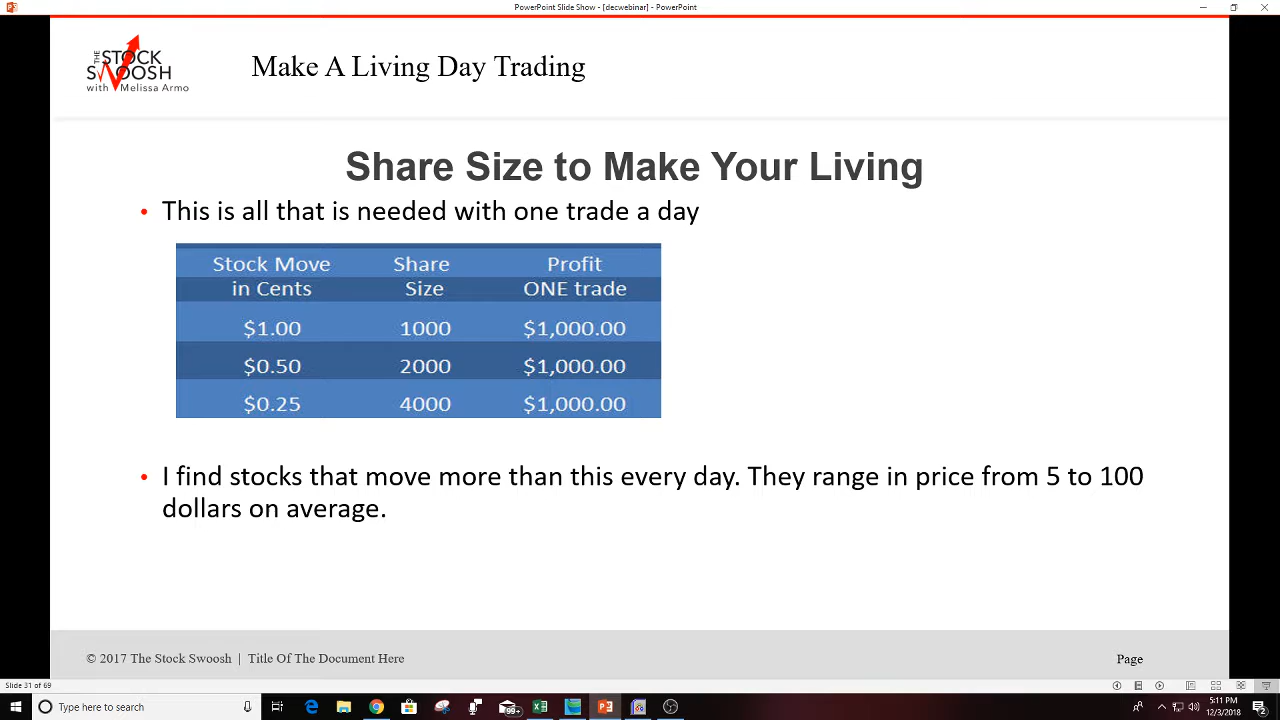 PowerPoint Slide Show - [decwebinar] - PowerPoint
THE
STOCK
SWOOSH
with Melissa Armo
Make A Living Day Trading
Share Size to Make Your Living
• This is all that is needed with one trade a day
Stock Move Share Profit
in Cents Size ONE trade
$1.00 1000 $1,000.00
$0.50 2000 $1,000.00
$0.25 4000 $1,000.00
• I find stocks that move more than this every day. They range in price from 5 to 100
dollars on average.
© 2017 The Stock Swoosh | Title Of The Document Here
Page
Slide 31 of 69
Type here to search
99+
5:11 PM
12/3/2018
2